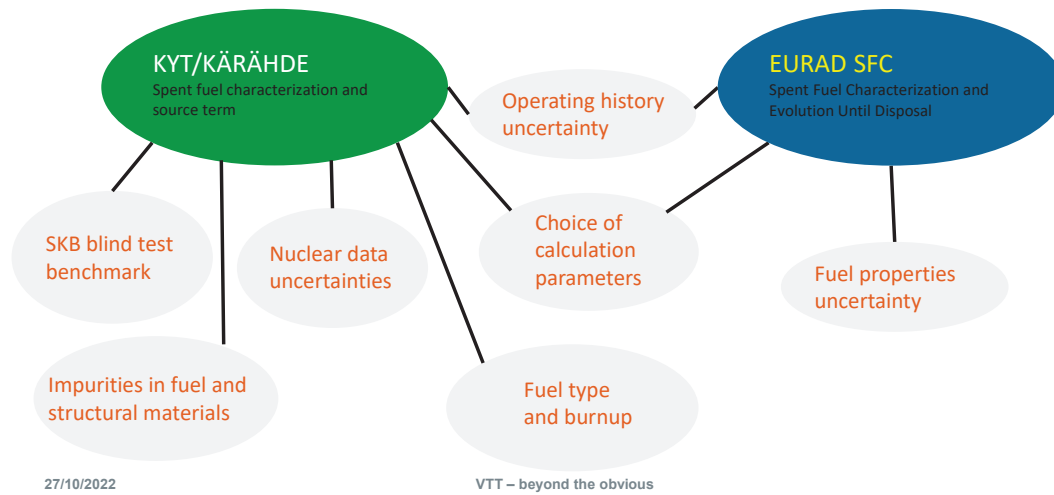 KYT/KÄRÄHDE
Spent fuel characterization and
source term
EURAD SFC
Spent Fuel Characterization and
Evolution Until Disposal
Operating history
uncertainty
SKB blind test
benchmark
Nuclear data
uncertainties
Choice of
calculation
parameters
Fuel properties
uncertainty
Impurities in fuel and
structural materials
Fuel type
and burnup
27/10/2022
VTT – beyond the obvious